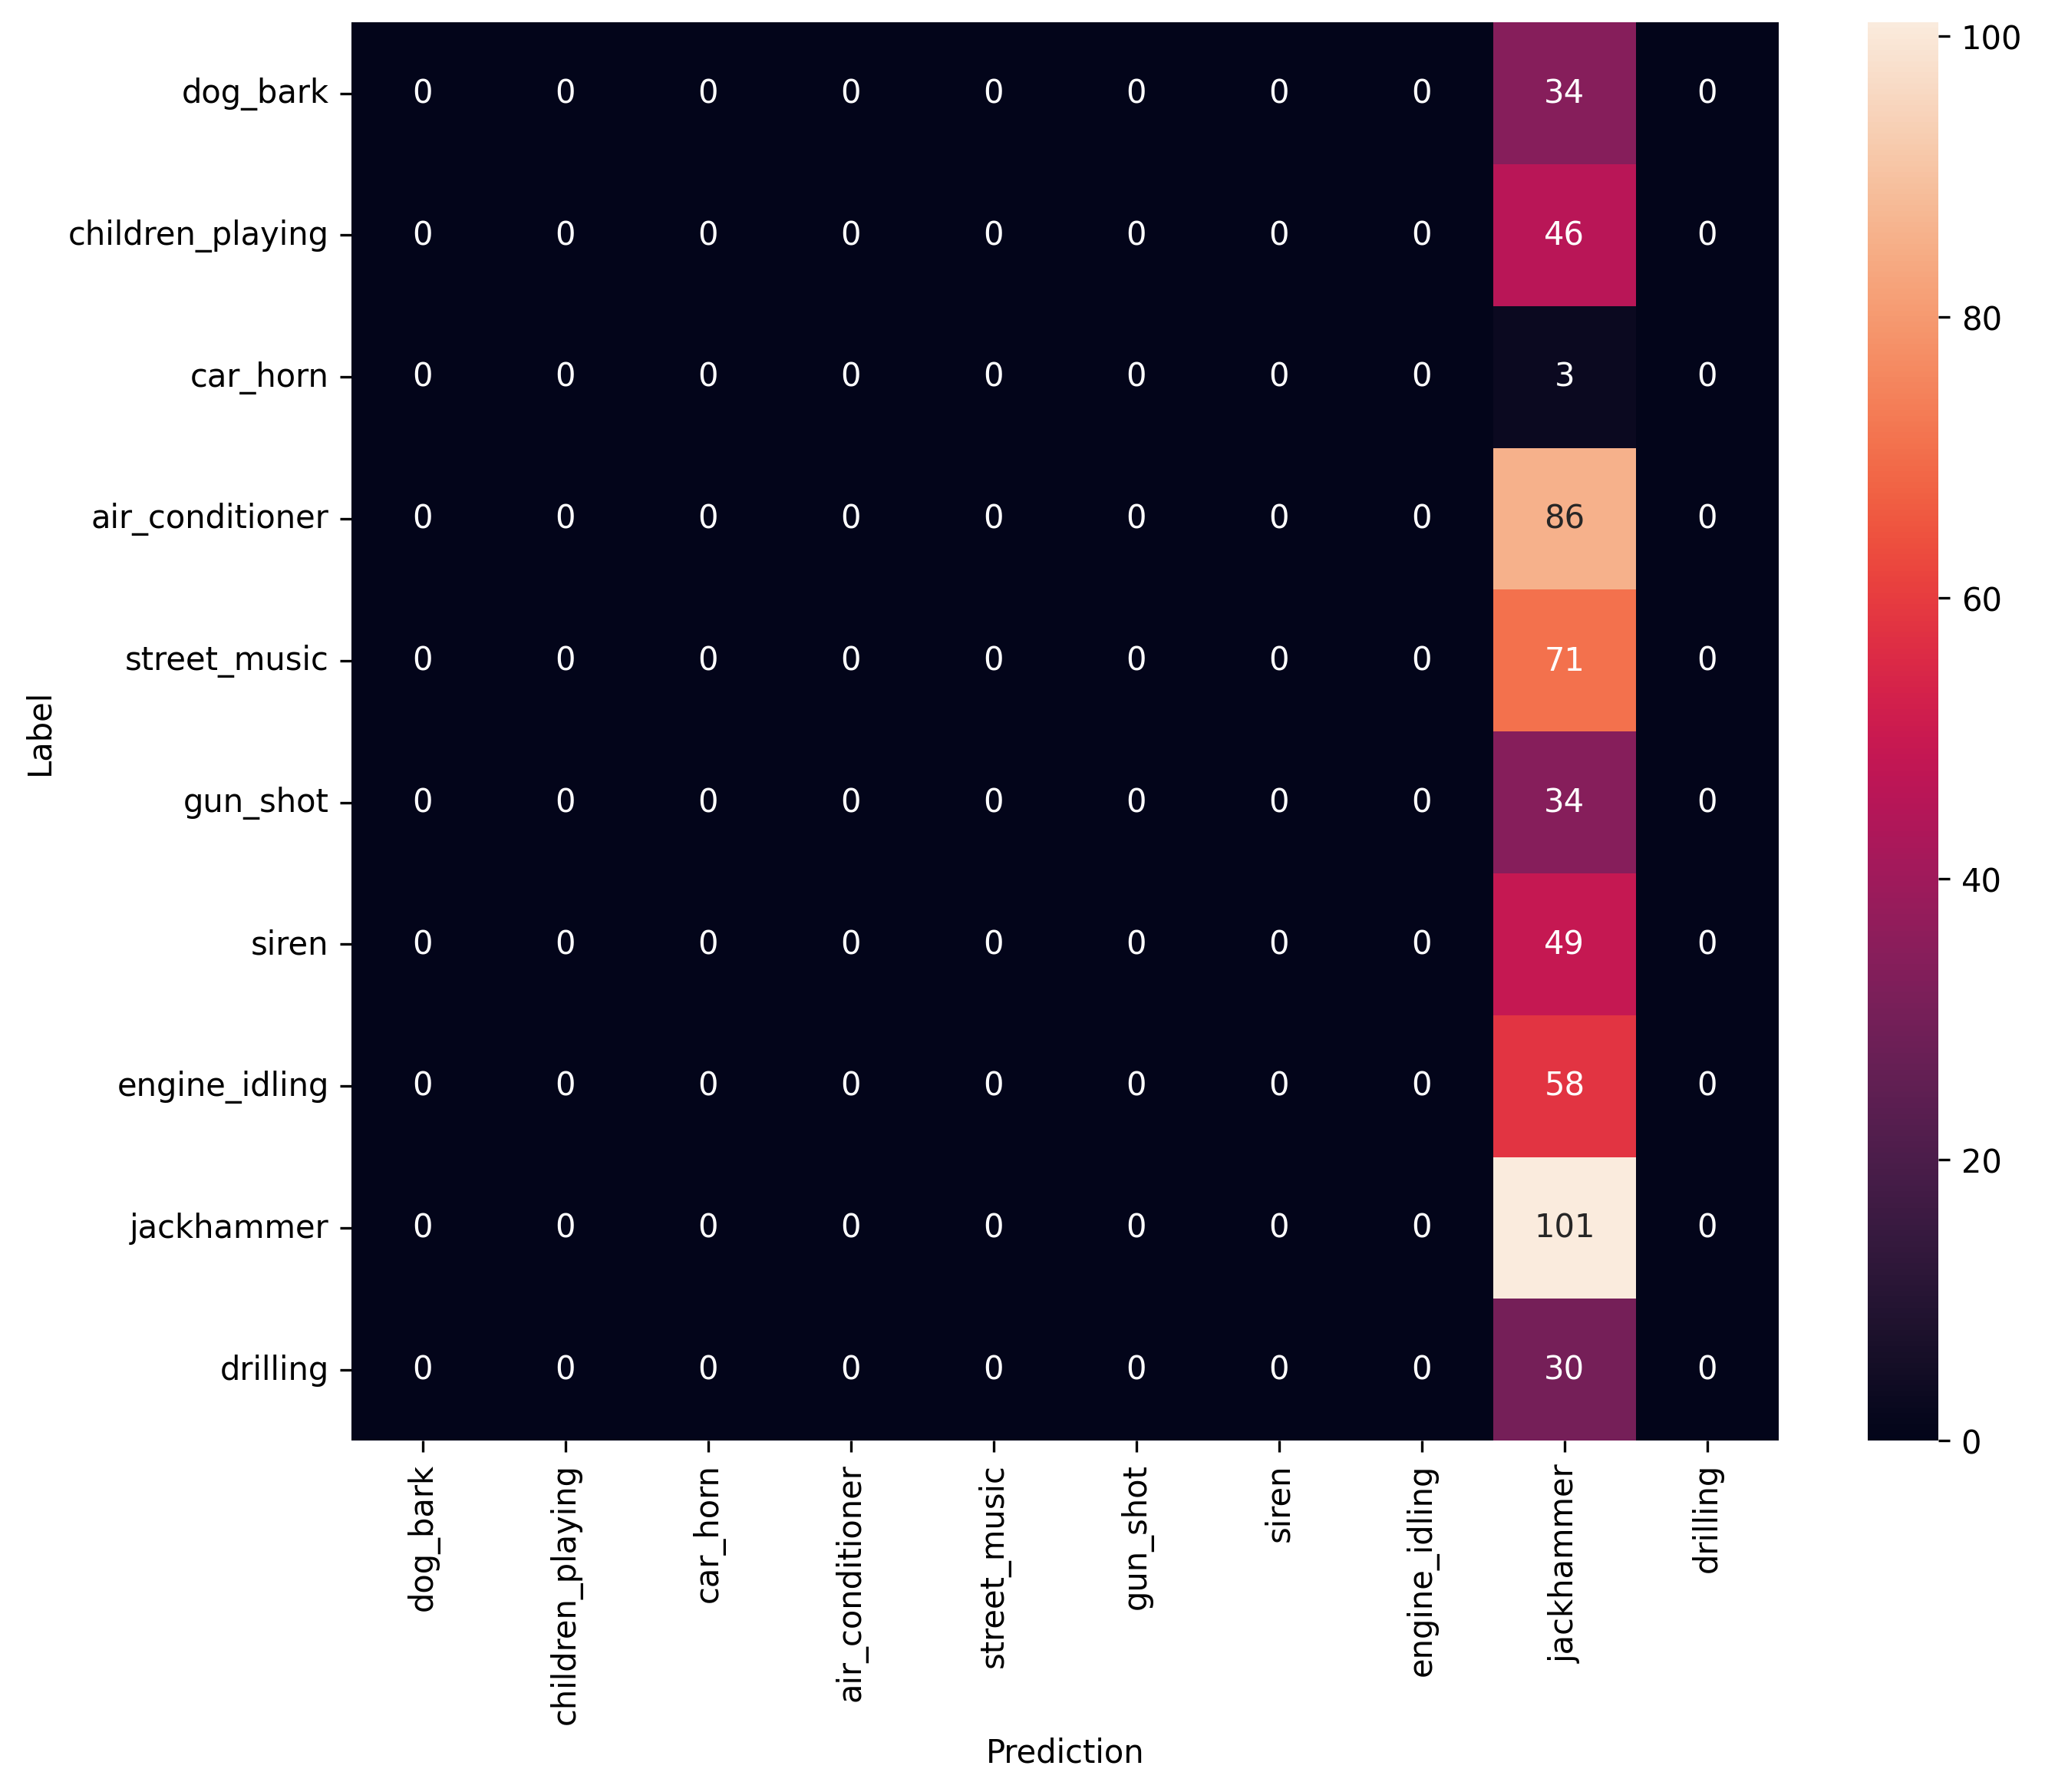 dog_bark 0 0 0 0 0 0 0 0 34 0
children_playing 0 0 0 0 0 0 0 0 46 0
car_horn 0 0 0 0 0 0 0 0 3 0
air_conditioner 0 0 0 0 0 0 0 0 86 0
street_music 0 0 0 0 0 0 0 0 71 0
gun_shot 0 0 0 0 0 0 0 0 34 0
siren 0 0 0 0 0 0 0 0 49 0
engine_idling 0 0 0 0 0 0 0 0 58 0
jackhammer 0 0 0 0 0 0 0 0 101 0
drilling 0 0 0 0 0 0 0 0 30 0
Label
dog_bark
children_playing
car_horn
air_conditioner
street_music
gun_shot
siren
engine_idling
jackhammer
drilling
Prediction
100
80
60
40
20
0